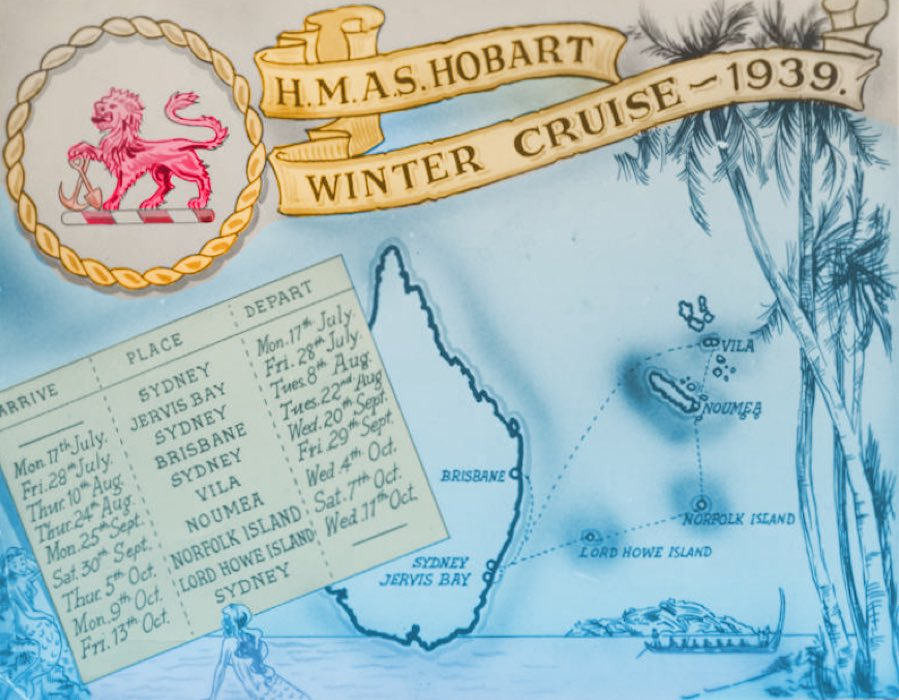 H.M.A.S. HOBART
WINTER CRUISE - 1939.
ARRIVE PLACE DEPART
SYDNEY Mon. 17th July.
Mon. 17th July. JERVIS BAY Fri. 28th July.
Fri. 28th July. SYDNEY Tues. 8th Aug.
Thur. 10th Aug. BRISBANE Tues. 22nd Aug
Thur. 24th Aug. SYDNEY Wed. 20th Sept.
Mon. 25th Sept. VILA Fri. 29th Sept.
Sat. 30th Sept. NOUMEA Wed. 4th Oct.
Thur. 5th Oct. NORFOLK ISLAND Sat. 7th Oct.
Mon. 9th Oct. LORD HOWE ISLAND Wed. 11th Oct.
Fri. 13th Oct. SYDNEY
VILA
NOUMEA
BRISBANE
NORFOLK ISLAND
LORD HOWE ISLAND
SYDNEY
JERVIS BAY